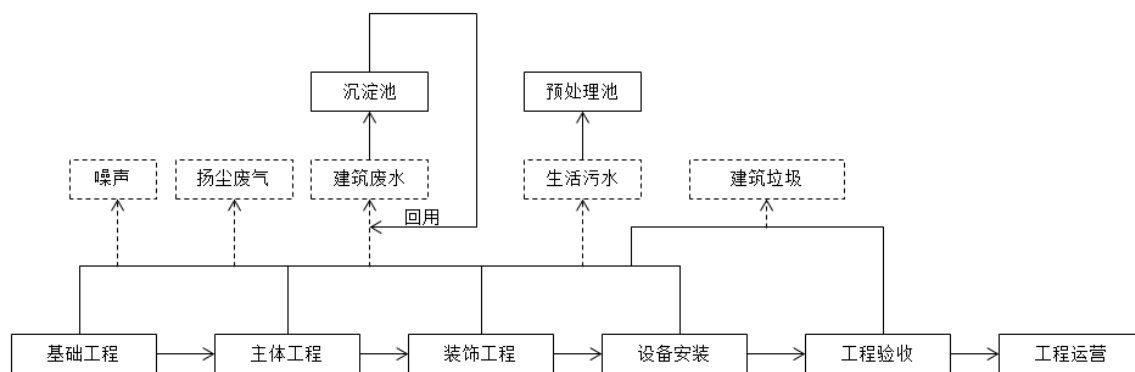 沉淀池
预处理池
噪声
扬尘废气
建筑废水
生活污水
建筑垃圾
回用
基础工程
主体工程
装饰工程
设备安装
工程验收
工程运营